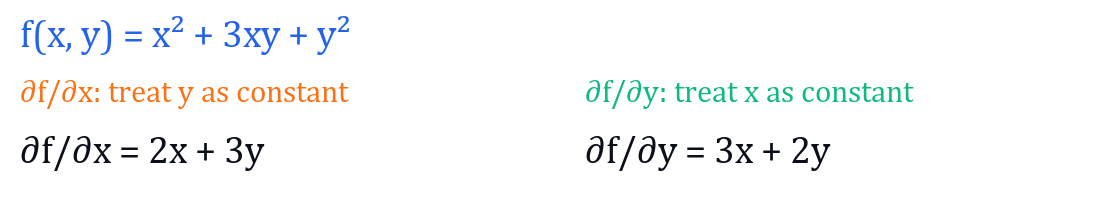 f(x, y) = x² + 3xy + y²
∂f/∂x: treat y as constant
∂f/∂y: treat x as constant
∂f/∂x = 2x + 3y
∂f/∂y = 3x + 2y